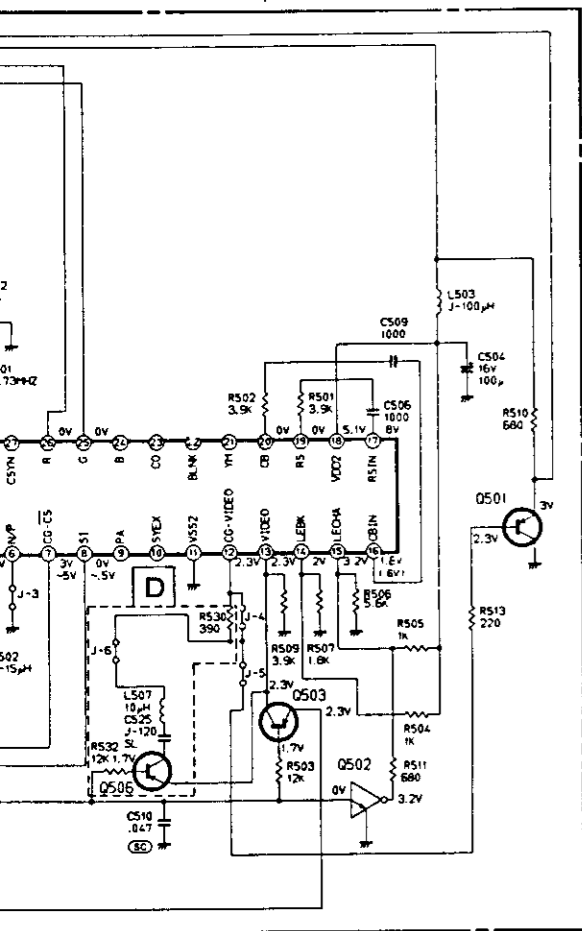 L503
J-100µH
C509
1000
2
C504
16V
100µ
01
.73MHZ
R502
3.9K
R501
3.9K
C506
1000
R510
680
0V
0V
0V
0V
5.1V
8V
27
26
25
24
23
22
21
20
19
18
17
CSYN
R
G
B
CO
BLNK
YM
CB
RS
VDD2
RSIN
Q501
3V
2.3V
N/P
CG-CS
SI
PA
SYEX
VSS2
CG-VIDEO
VIDEO
LEBK
LECHA
CBIN
6
7
8
9
10
11
12
13
14
15
16
3V
~5V
0V
~.5V
2.3V
2.3V
2V
3.2V
1.6V
J-3
D
R530
390
J-4
R506
5.6K
R513
220
502
-15µH
J-6
R509
3.9K
R507
1.8K
R505
1K
J-5
L507
10µH
C525
J-120
SL
2.3V
Q503
2.3V
R504
1K
R532
12K
1.7V
1.7V
R503
12K
Q502
R511
680
Q506
0V
3.2V
C510
.047
SC